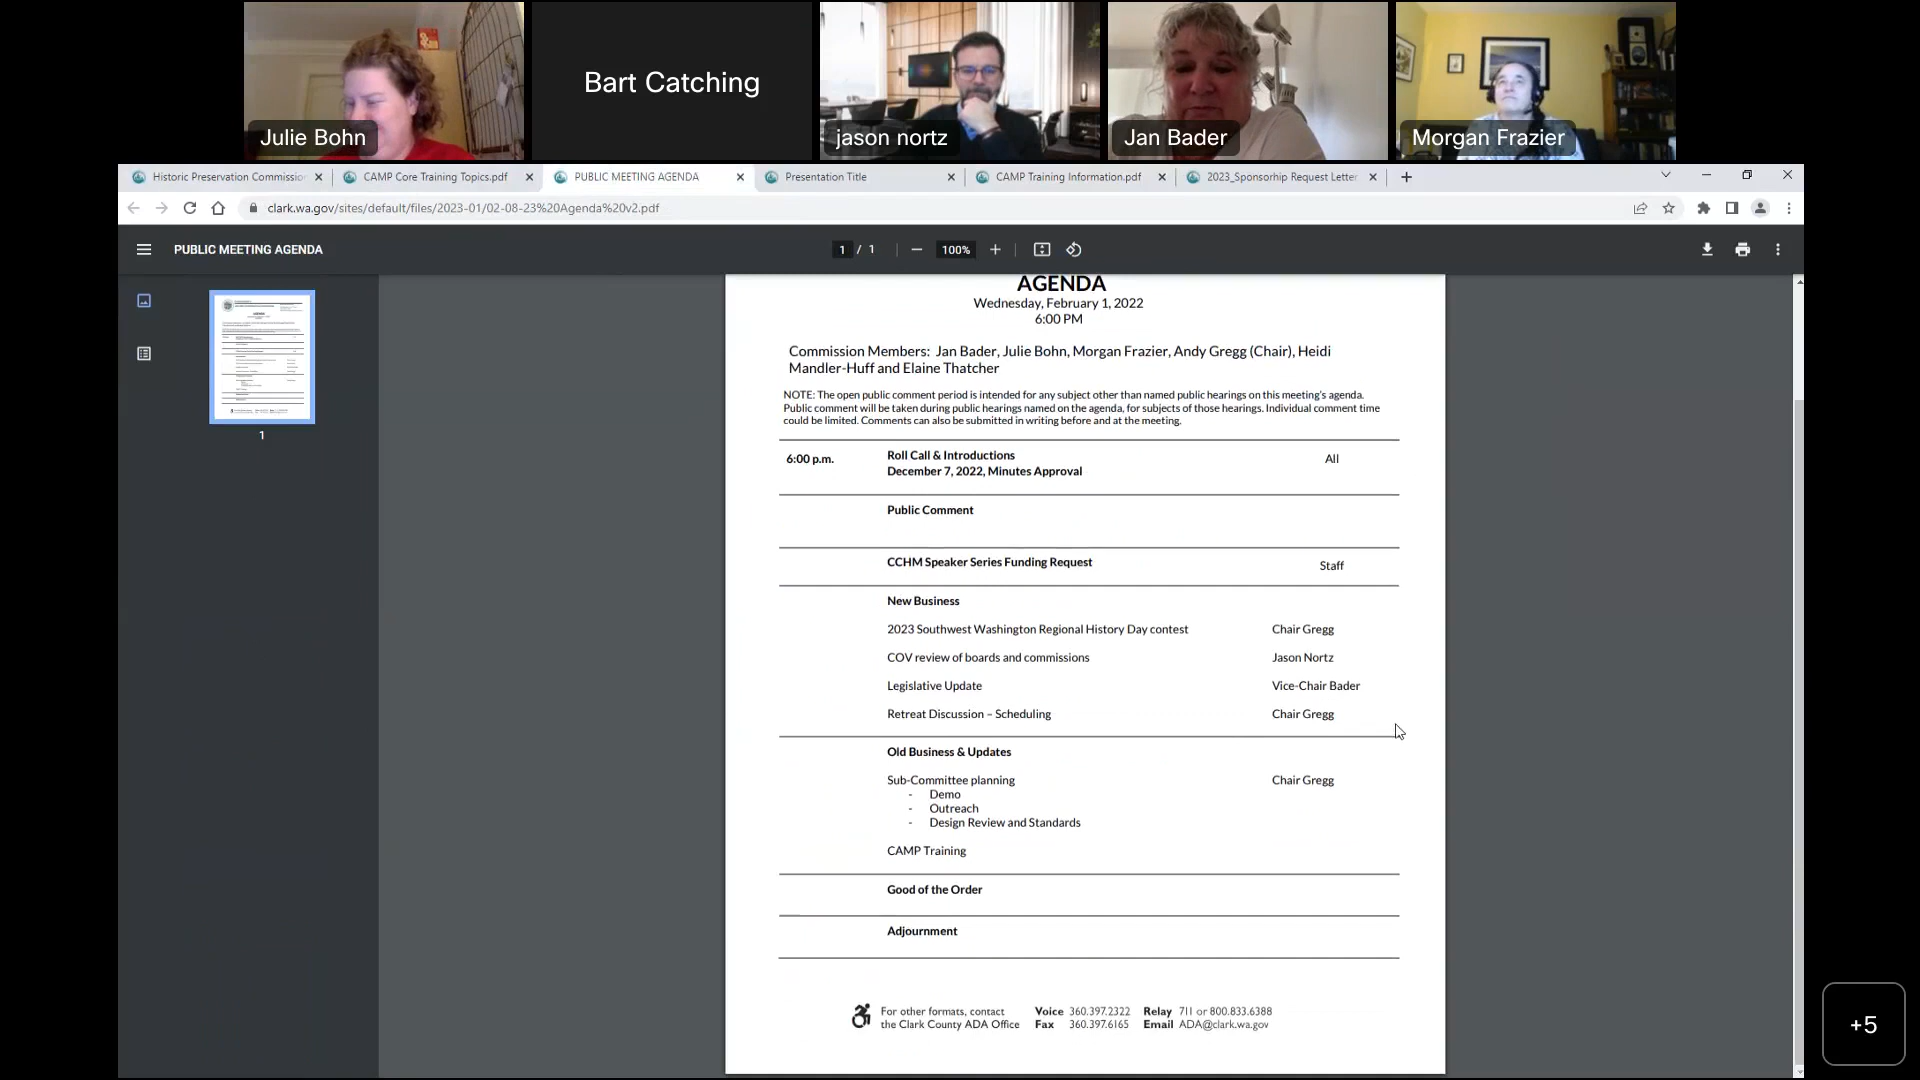 Bart Catching
Julie Bohn
jason nortz
Jan Bader
Morgan Frazier
Historic Preservation Commissio
CAMP Core Training Topics.pdf
PUBLIC MEETING AGENDA
Presentation Title
CAMP Training Information.pdf
2023_Sponsorhip Request Letter
clark.wa.gov/sites/default/files/2023-01/02-08-23%20Agenda%20v2.pdf
PUBLIC MEETING AGENDA
1 / 1
100%
1
AGENDA
Wednesday, February 1, 2022
6:00 PM
Commission Members: Jan Bader, Julie Bohn, Morgan Frazier, Andy Gregg (Chair), Heidi
Mandler-Huff and Elaine Thatcher
NOTE: The open public comment period is intended for any subject other than named public hearings on this meeting's agenda.
Public comment will be taken during public hearings named on the agenda, for subjects of those hearings. Individual comment time
could be limited. Comments can also be submitted in writing before and at the meeting.
6:00 p.m. Roll Call & Introductions All
December 7, 2022, Minutes Approval
Public Comment
CCHM Speaker Series Funding Request Staff
New Business
2023 Southwest Washington Regional History Day contest Chair Gregg
COV review of boards and commissions Jason Nortz
Legislative Update Vice-Chair Bader
Retreat Discussion – Scheduling Chair Gregg
Old Business & Updates
Sub-Committee planning Chair Gregg
- Demo
- Outreach
- Design Review and Standards
CAMP Training
Good of the Order
Adjournment
For other formats, contact Voice 360.397.2322 Relay 711 or 800.833.6388
the Clark County ADA Office Fax 360.397.6165 Email ADA@clark.wa.gov
+5